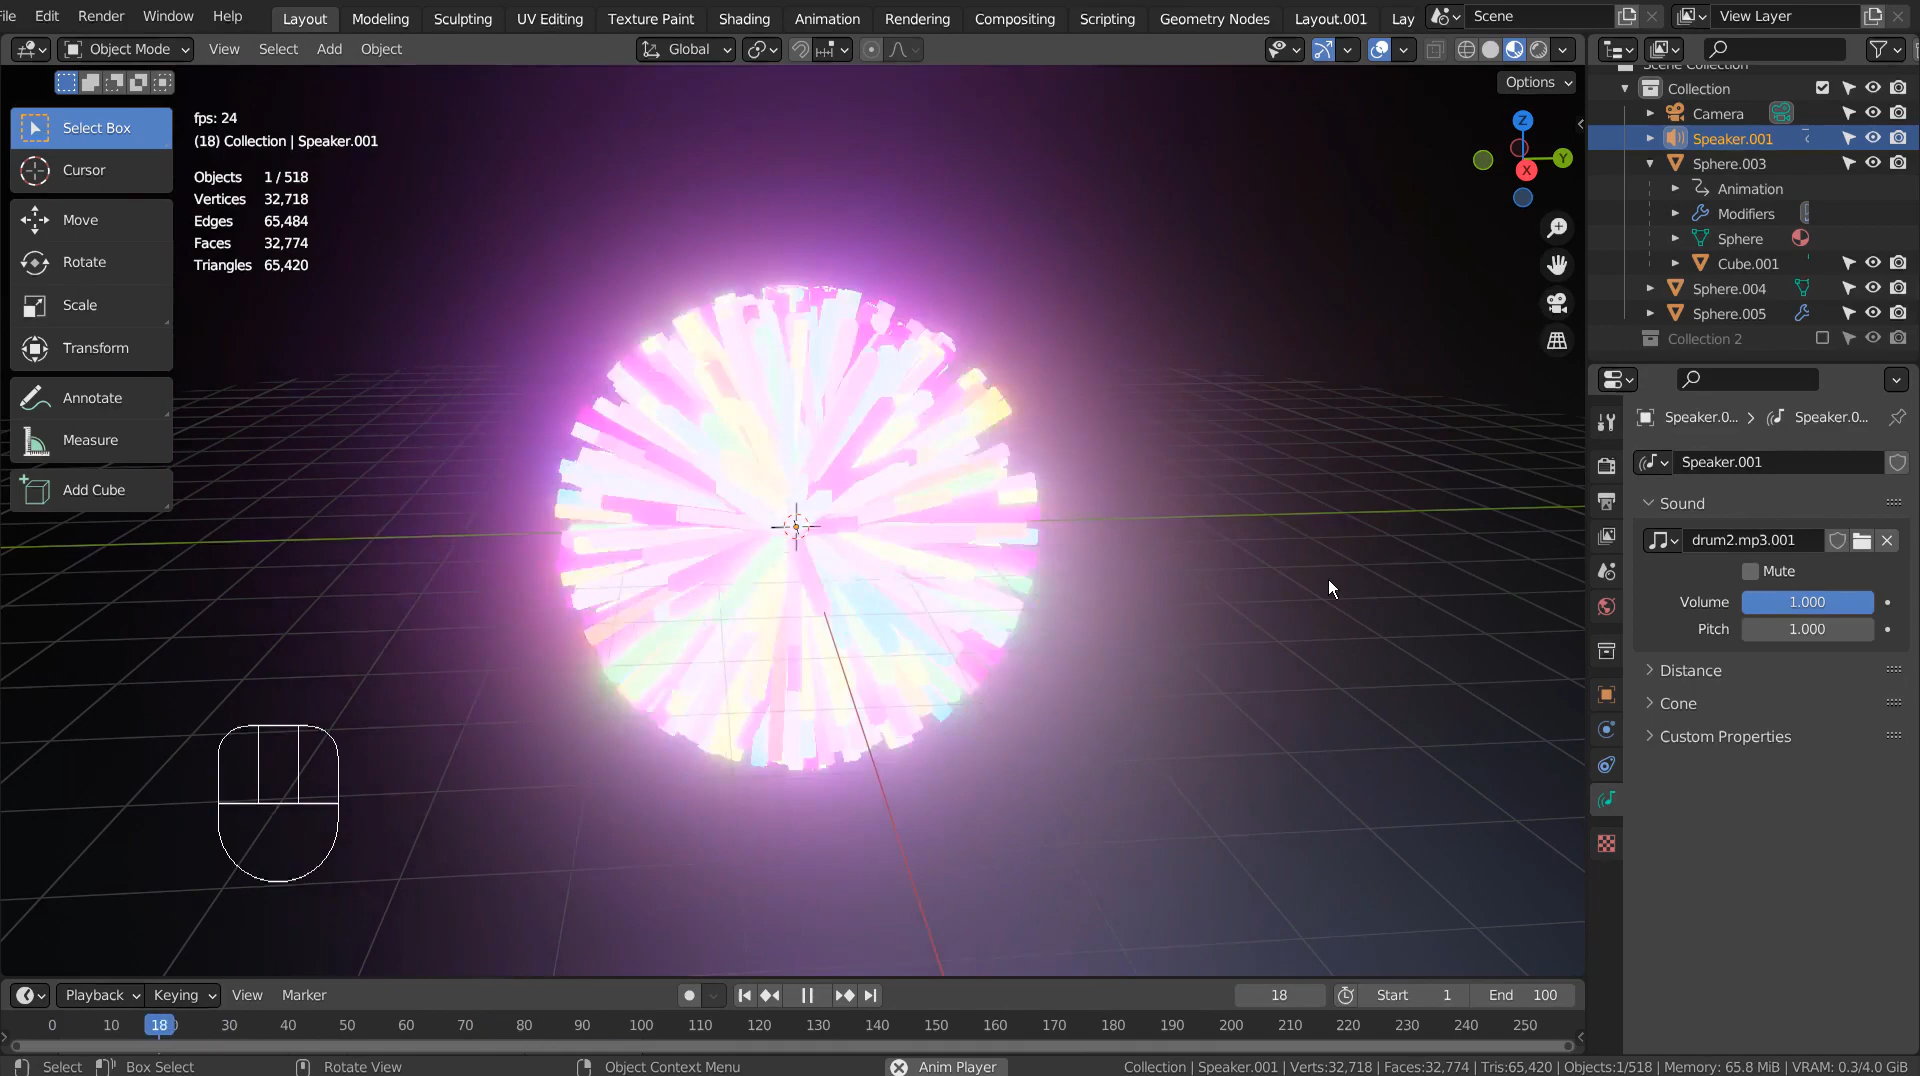 File Edit Render Window Help Layout Modeling Sculpting UV Editing Texture Paint Shading Animation Rendering Compositing Scripting Geometry Nodes Layout.001 Lay Scene View Layer
Object Mode View Select Add Object Global
Options
Select Box
Cursor
Move
Rotate
Scale
Transform
Annotate
Measure
Add Cube
fps: 24
(18) Collection | Speaker.001
Objects 1 / 518
Vertices 32,718
Edges 65,484
Faces 32,774
Triangles 65,420
Z
Y
X
Scene Collection
Collection
Camera
Speaker.001
Sphere.003
Animation
Modifiers
Sphere
Cube.001
Sphere.004
Sphere.005
Collection 2
Speaker.0... > Speaker.0...
Speaker.001
Sound
drum2.mp3.001
Mute
Volume 1.000
Pitch 1.000
Distance
Cone
Custom Properties
Playback Keying View Marker 18 Start 1 End 100
0 10 18 30 40 50 60 70 80 90 100 110 120 130 140 150 160 170 180 190 200 210 220 230 240 250
Select Box Select Rotate View Object Context Menu Anim Player Collection | Speaker.001 | Verts:32,718 | Faces:32,774 | Tris:65,420 | Objects:1/518 | Memory: 65.8 MiB | VRAM: 0.3/4.0 GiB